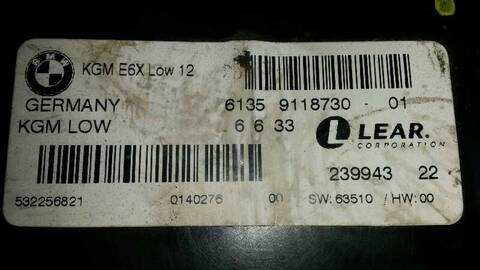 BMW
KGM E6X Low 12
GERMANY 6135 9118730 - 01
KGM LOW 6 6 33
L LEAR.
CORPORATION
239943 22
532256821 0140276 00 SW: 63510 / HW: 00